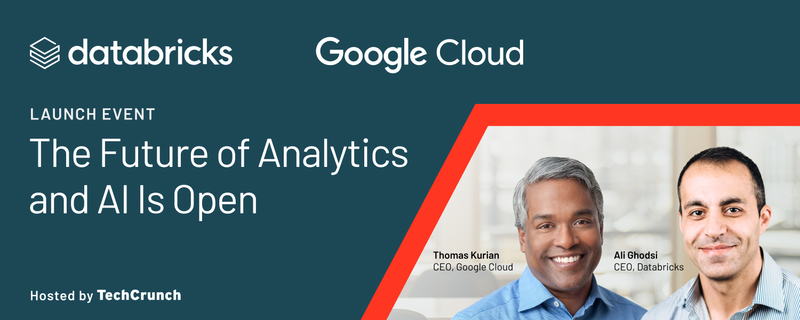 databricks
Google Cloud
LAUNCH EVENT
The Future of Analytics
and AI Is Open
Thomas Kurian
CEO, Google Cloud
Ali Ghodsi
CEO, Databricks
Hosted by TechCrunch